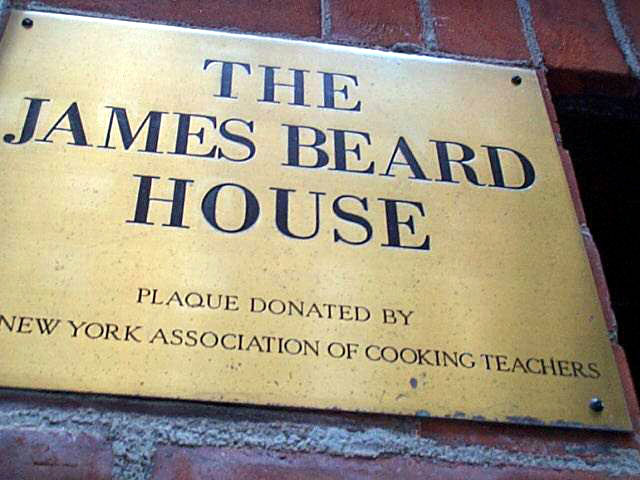 THE
JAMES BEARD
HOUSE
PLAQUE DONATED BY
NEW YORK ASSOCIATION OF COOKING TEACHERS